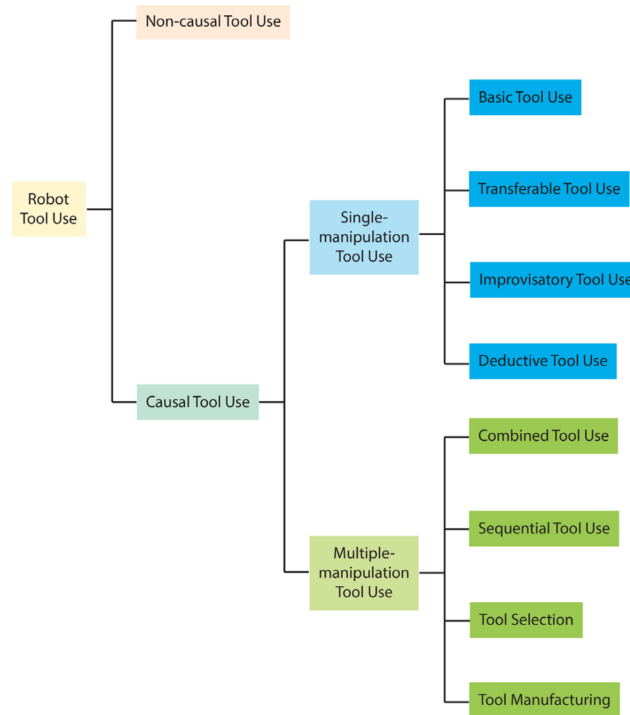 Non-causal Tool Use
Basic Tool Use
Transferable Tool Use
Robot
Tool Use
Single-
manipulation
Tool Use
Improvisatory Tool Use
Deductive Tool Use
Causal Tool Use
Combined Tool Use
Sequential Tool Use
Multiple-
manipulation
Tool Use
Tool Selection
Tool Manufacturing